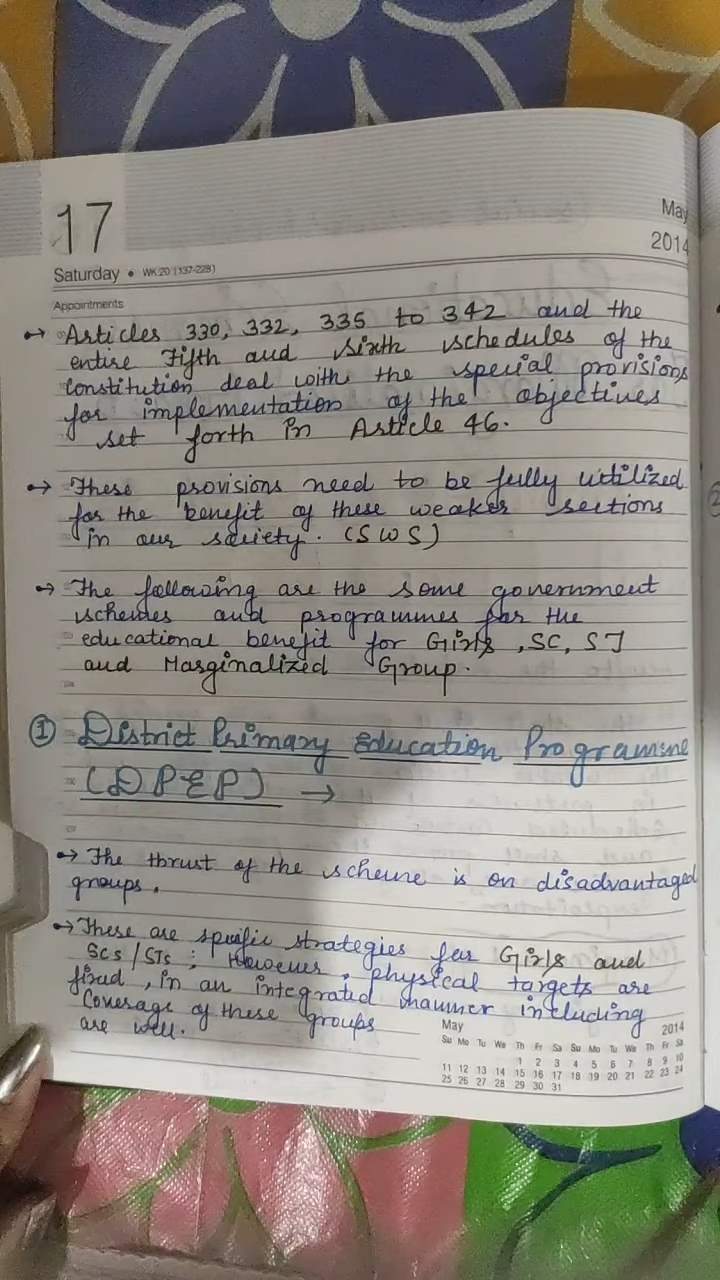 17
May
2014
Saturday • WK 20 (137-228)
Appointments
→ Articles 330, 332, 335 to 342 and the
entire Fifth and Sixth schedules of the
Constitution deal with the special provisions
for implementation of the objectives
set forth in Article 46.
→ These provisions need to be fully utilized
for the benefit of these weaker sections
in our society. (SWS)
→ The following are the some government
schemes and programmes for the
educational benefit for Girls, SC, ST
and Marginalized Group.
① District Primary Education Programme
(DPEP) →
→ The thrust of the scheme is on disadvantaged
groups.
→ These are specific strategies for Girls and
SCs/STs; However, physical targets are
fixed, in an integrated manner including
Coverage of these groups
are well.
May 2014
Su Mo Tu We Th Fr Sa Su Mo Tu We Th Fr Sa
1 2 3 4 5 6 7 8 9 10
11 12 13 14 15 16 17 18 19 20 21 22 23 24
25 26 27 28 29 30 31